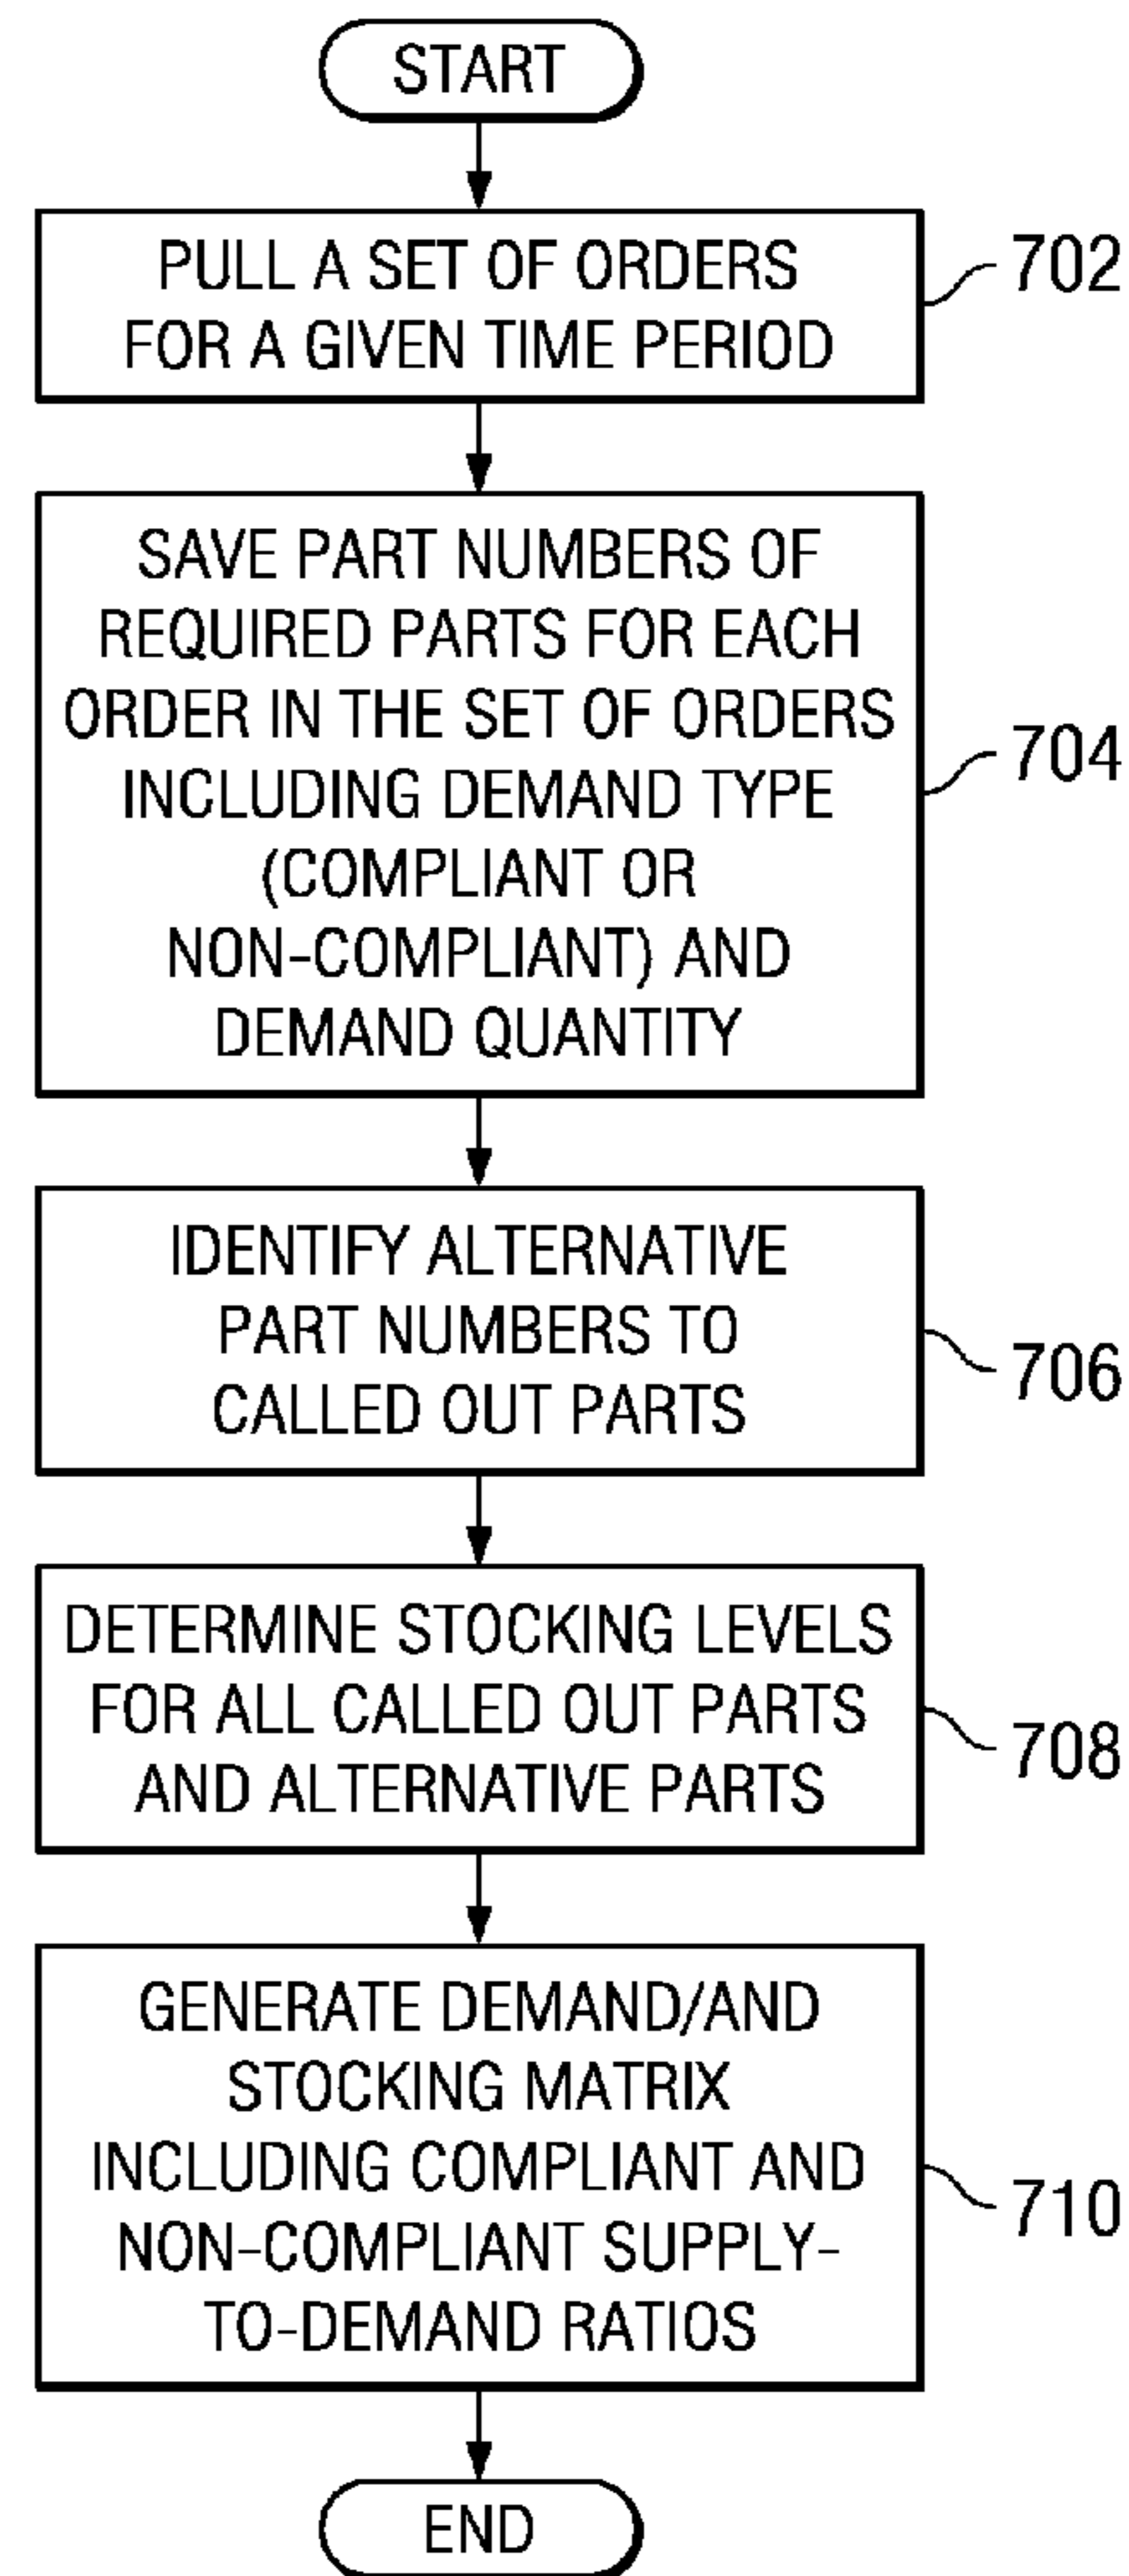 START
PULL A SET OF ORDERS
FOR A GIVEN TIME PERIOD
702
SAVE PART NUMBERS OF
REQUIRED PARTS FOR EACH
ORDER IN THE SET OF ORDERS
INCLUDING DEMAND TYPE
(COMPLIANT OR
NON-COMPLIANT) AND
DEMAND QUANTITY
704
IDENTIFY ALTERNATIVE
PART NUMBERS TO
CALLED OUT PARTS
706
DETERMINE STOCKING LEVELS
FOR ALL CALLED OUT PARTS
AND ALTERNATIVE PARTS
708
GENERATE DEMAND/AND
STOCKING MATRIX
INCLUDING COMPLIANT AND
NON-COMPLIANT SUPPLY-
TO-DEMAND RATIOS
710
END